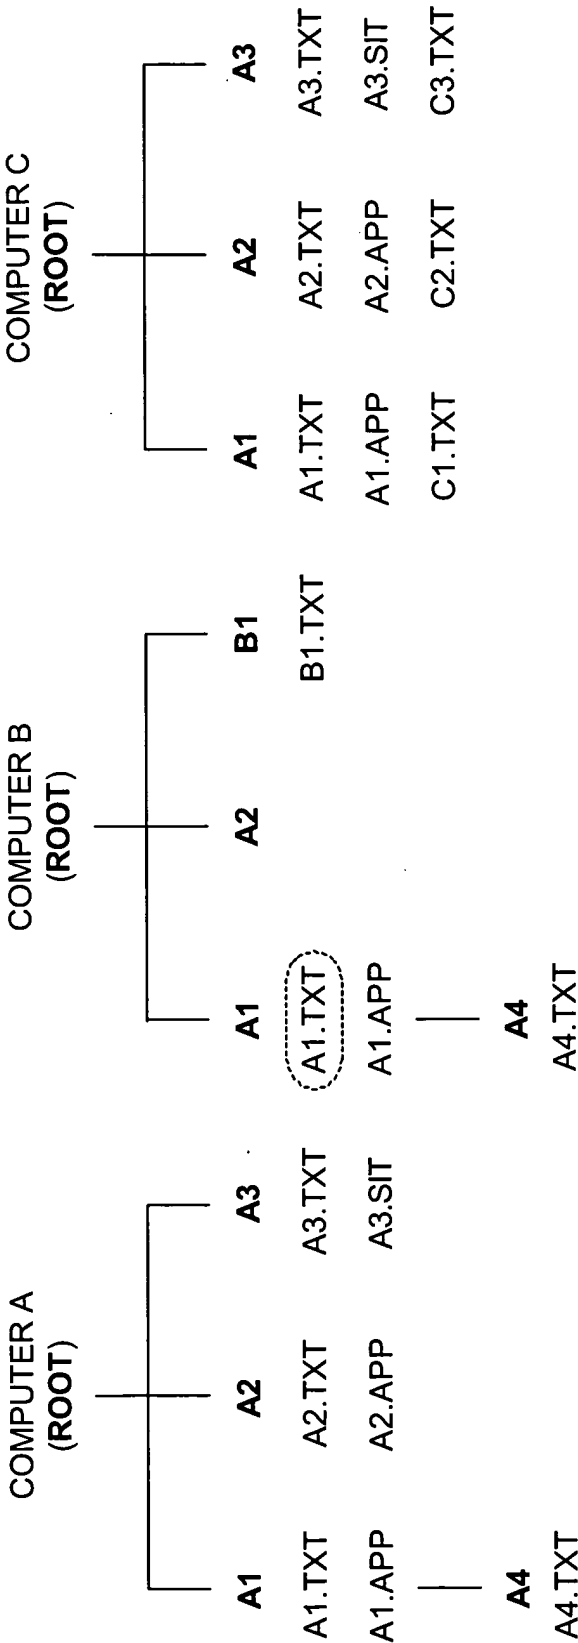 COMPUTER A
(ROOT)
A1
A1.TXT
A1.APP
A4
A4.TXT
A2
A2.TXT
A2.APP
A3
A3.TXT
A3.SIT
COMPUTER B
(ROOT)
A1
A1.TXT
A1.APP
A4
A4.TXT
A2
B1
B1.TXT
COMPUTER C
(ROOT)
A1
A1.TXT
A1.APP
C1.TXT
A2
A2.TXT
A2.APP
C2.TXT
A3
A3.TXT
A3.SIT
C3.TXT